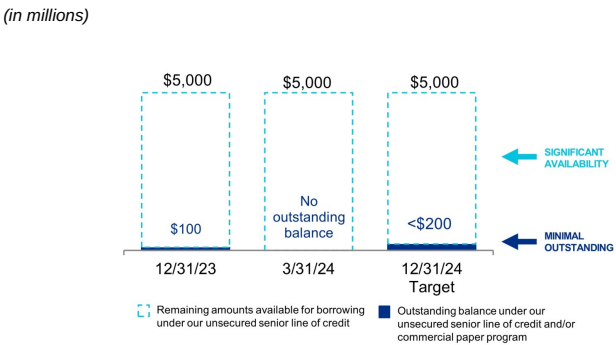 (in millions)
$5,000
$5,000
$5,000
SIGNIFICANT
AVAILABILITY
$100
No
outstanding
balance
<$200
MINIMAL
OUTSTANDING
12/31/23
3/31/24
12/31/24
Target
Remaining amounts available for borrowing
under our unsecured senior line of credit
Outstanding balance under our
unsecured senior line of credit and/or
commercial paper program